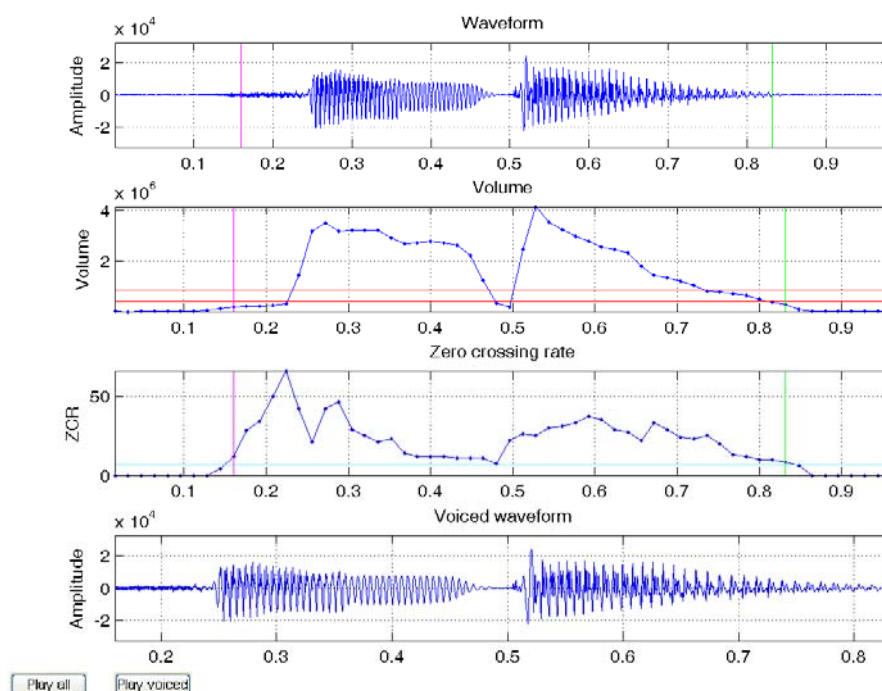 Waveform
x 10^4
Amplitude
2
0
-2
0.1 0.2 0.3 0.4 0.5 0.6 0.7 0.8 0.9
Volume
x 10^6
Volume
4
2
0.1 0.2 0.3 0.4 0.5 0.6 0.7 0.8 0.9
Zero crossing rate
ZCR
50
0
0.1 0.2 0.3 0.4 0.5 0.6 0.7 0.8 0.9
Voiced waveform
x 10^4
Amplitude
2
0
-2
0.2 0.3 0.4 0.5 0.6 0.7 0.8
Play all Play voiced